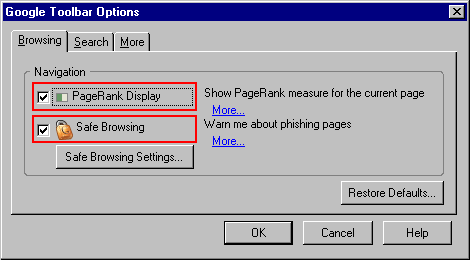 Google Toolbar Options
Browsing Search More
Navigation
PageRank Display Show PageRank measure for the current page
More...
Safe Browsing Warn me about phishing pages
More...
Safe Browsing Settings...
Restore Defaults...
OK Cancel Help